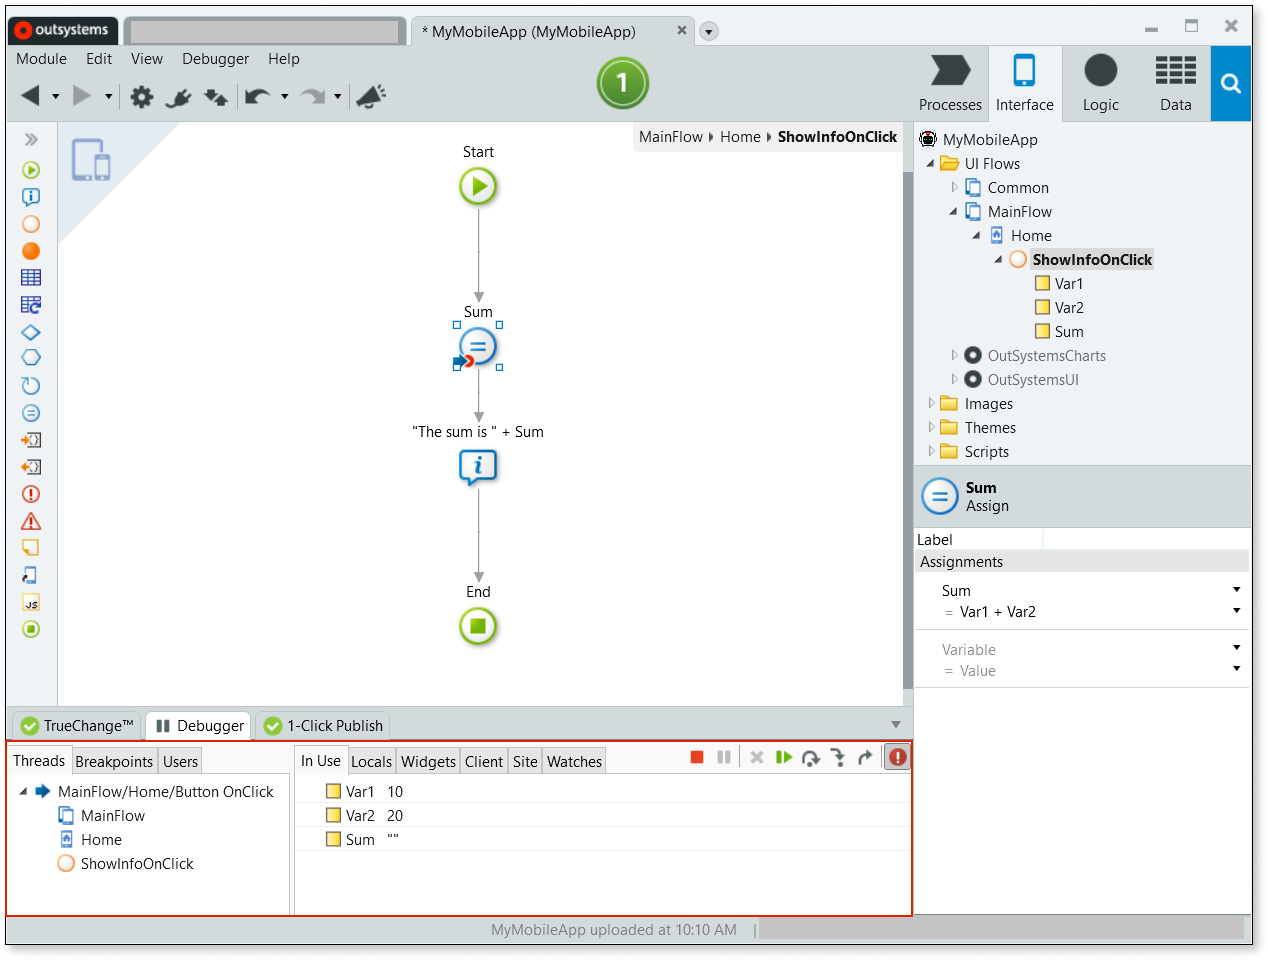 outsystems
* MyMobileApp (MyMobileApp)
Module Edit View Debugger Help
1
Processes Interface Logic Data
MainFlow Home ShowInfoOnClick
Start
Sum
"The sum is " + Sum
End
JS
MyMobileApp
UI Flows
Common
MainFlow
Home
ShowInfoOnClick
Var1
Var2
Sum
OutSystemsCharts
OutSystemsUI
Images
Themes
Scripts
Sum
Assign
Label
Assignments
Sum
= Var1 + Var2
Variable
= Value
TrueChange™ Debugger 1-Click Publish
Threads Breakpoints Users
MainFlow/Home/Button OnClick
MainFlow
Home
ShowInfoOnClick
In Use Locals Widgets Client Site Watches
Var1 10
Var2 20
Sum ""
MyMobileApp uploaded at 10:10 AM